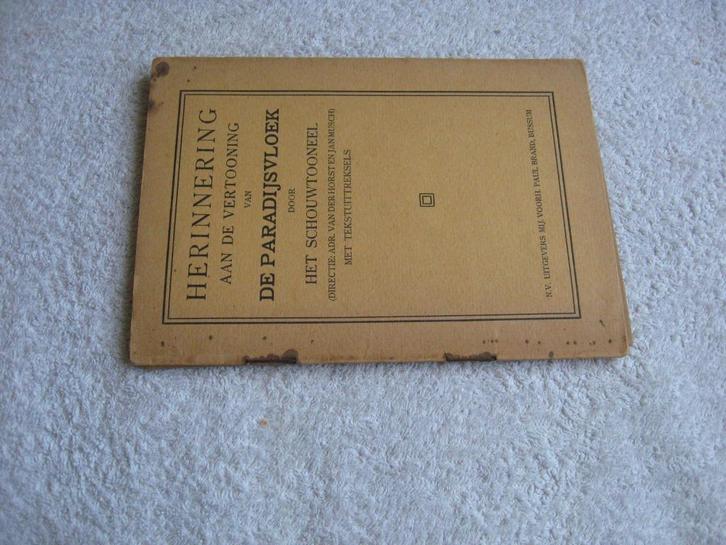 HERINNERING
AAN DE VERTOONING
VAN
DE PARADIJSVLOEK
DOOR
HET SCHOUWTOONEEL
(DIRECTIE: ADR. VAN DER HORST EN JAN MUSCH)
MET TEKSTUITTREKSELS
N.V. UITGEVERS MIJ. VOORH. PAUL BRAND, BUSSUM